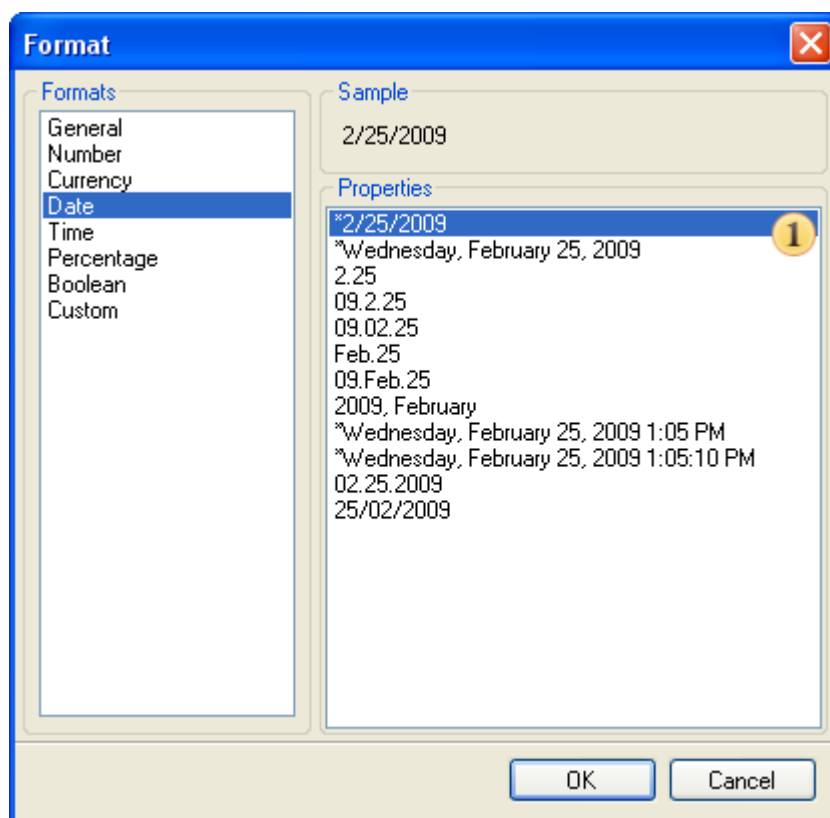 Format
Formats
General
Number
Currency
Date
Time
Percentage
Boolean
Custom
Sample
2/25/2009
Properties
*2/25/2009
1
*Wednesday, February 25, 2009
2.25
09.2.25
09.02.25
Feb.25
09.Feb.25
2009, February
*Wednesday, February 25, 2009 1:05 PM
*Wednesday, February 25, 2009 1:05:10 PM
02.25.2009
25/02/2009
OK
Cancel